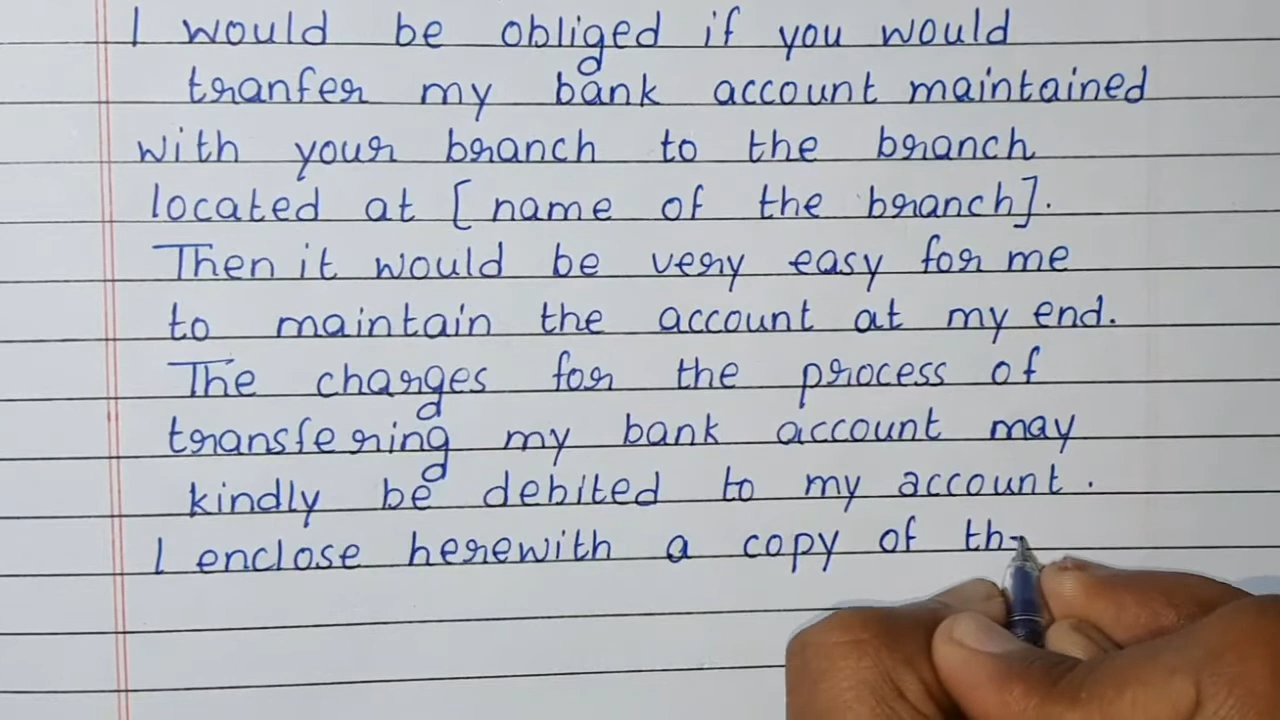 I would be obliged if you would
tranfer my bank account maintained
with your branch to the branch
located at [name of the branch].
Then it would be very easy for me
to maintain the account at my end.
The charges for the process of
transfering my bank account may
kindly be debited to my account.
I enclose herewith a copy of th